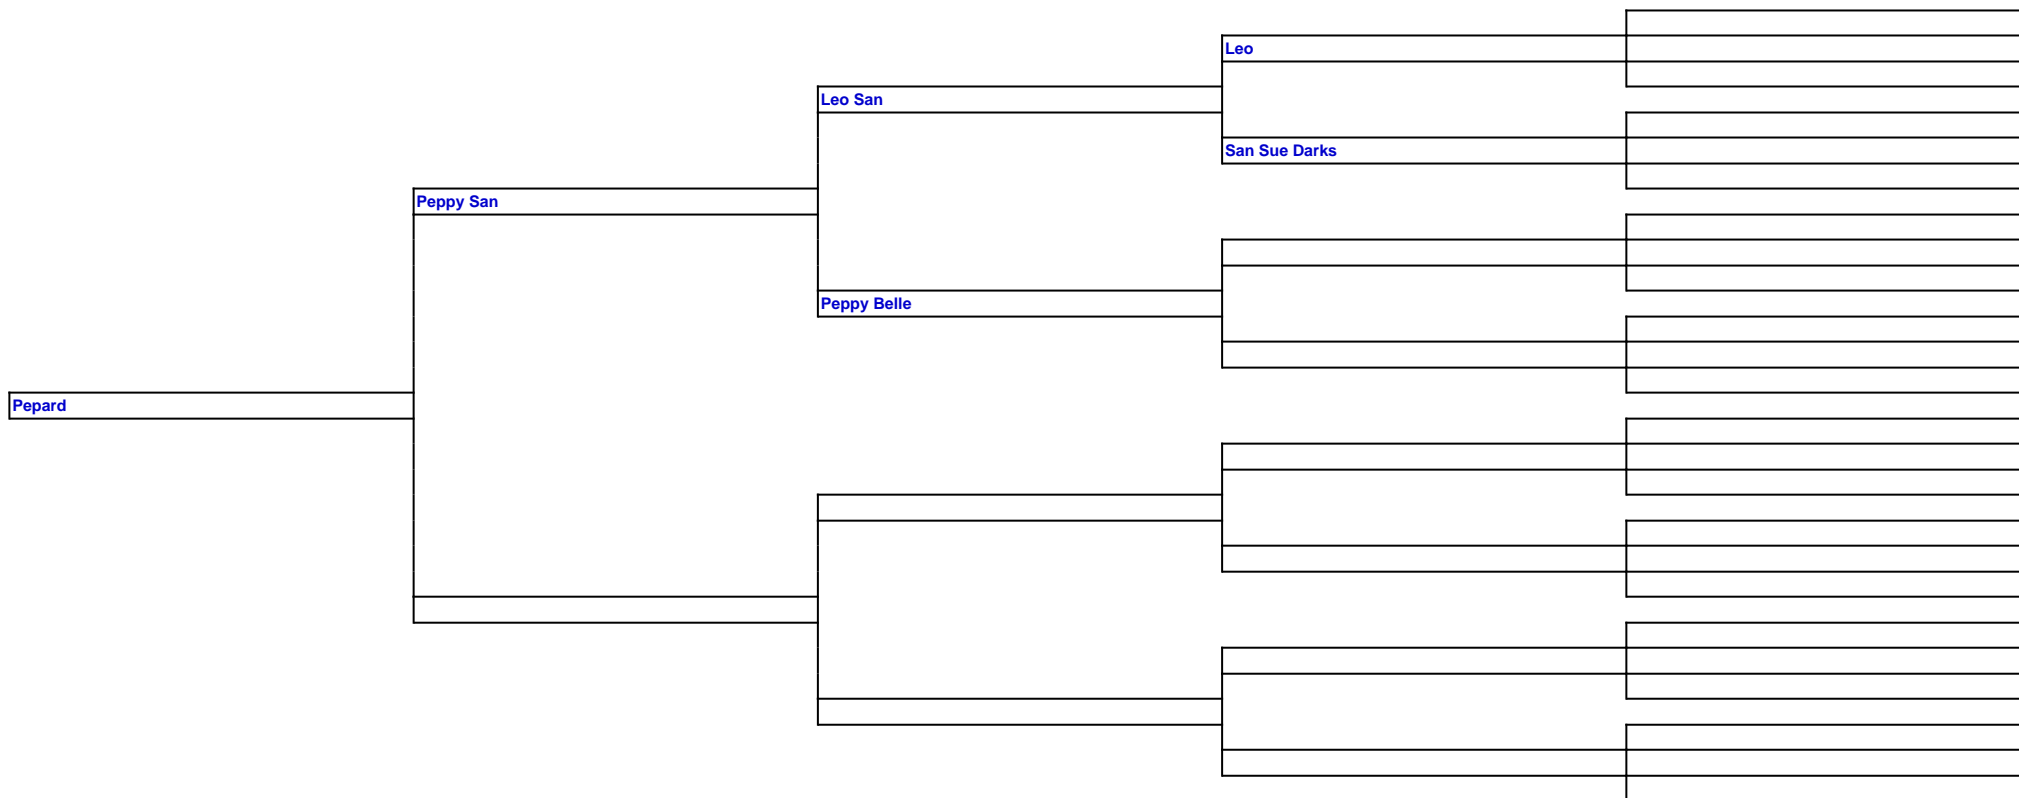 Leo
Leo San
San Sue Darks
Peppy San
Peppy Belle
Pepard